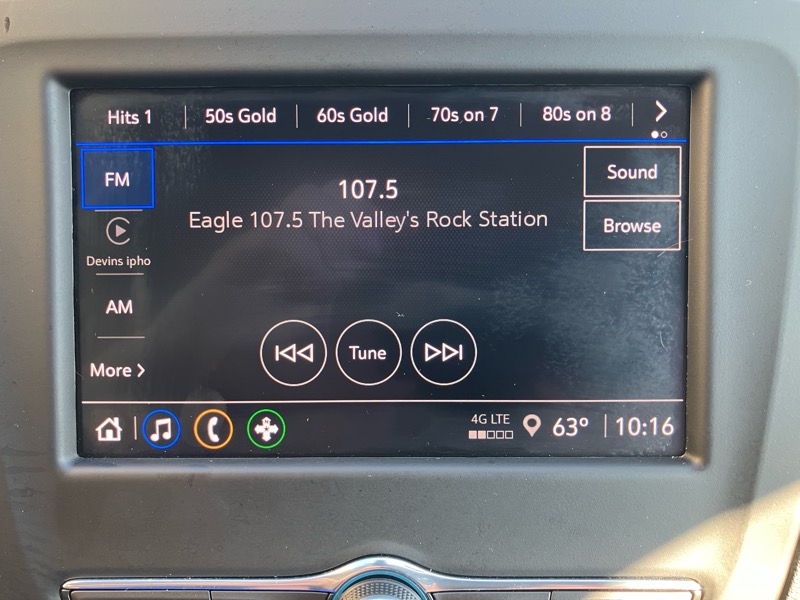 Hits 1 50s Gold 60s Gold 70s on 7 80s on 8
FM
107.5
Eagle 107.5 The Valley's Rock Station
Sound
Browse
Devins ipho
AM
More
Tune
4G LTE
63° 10:16